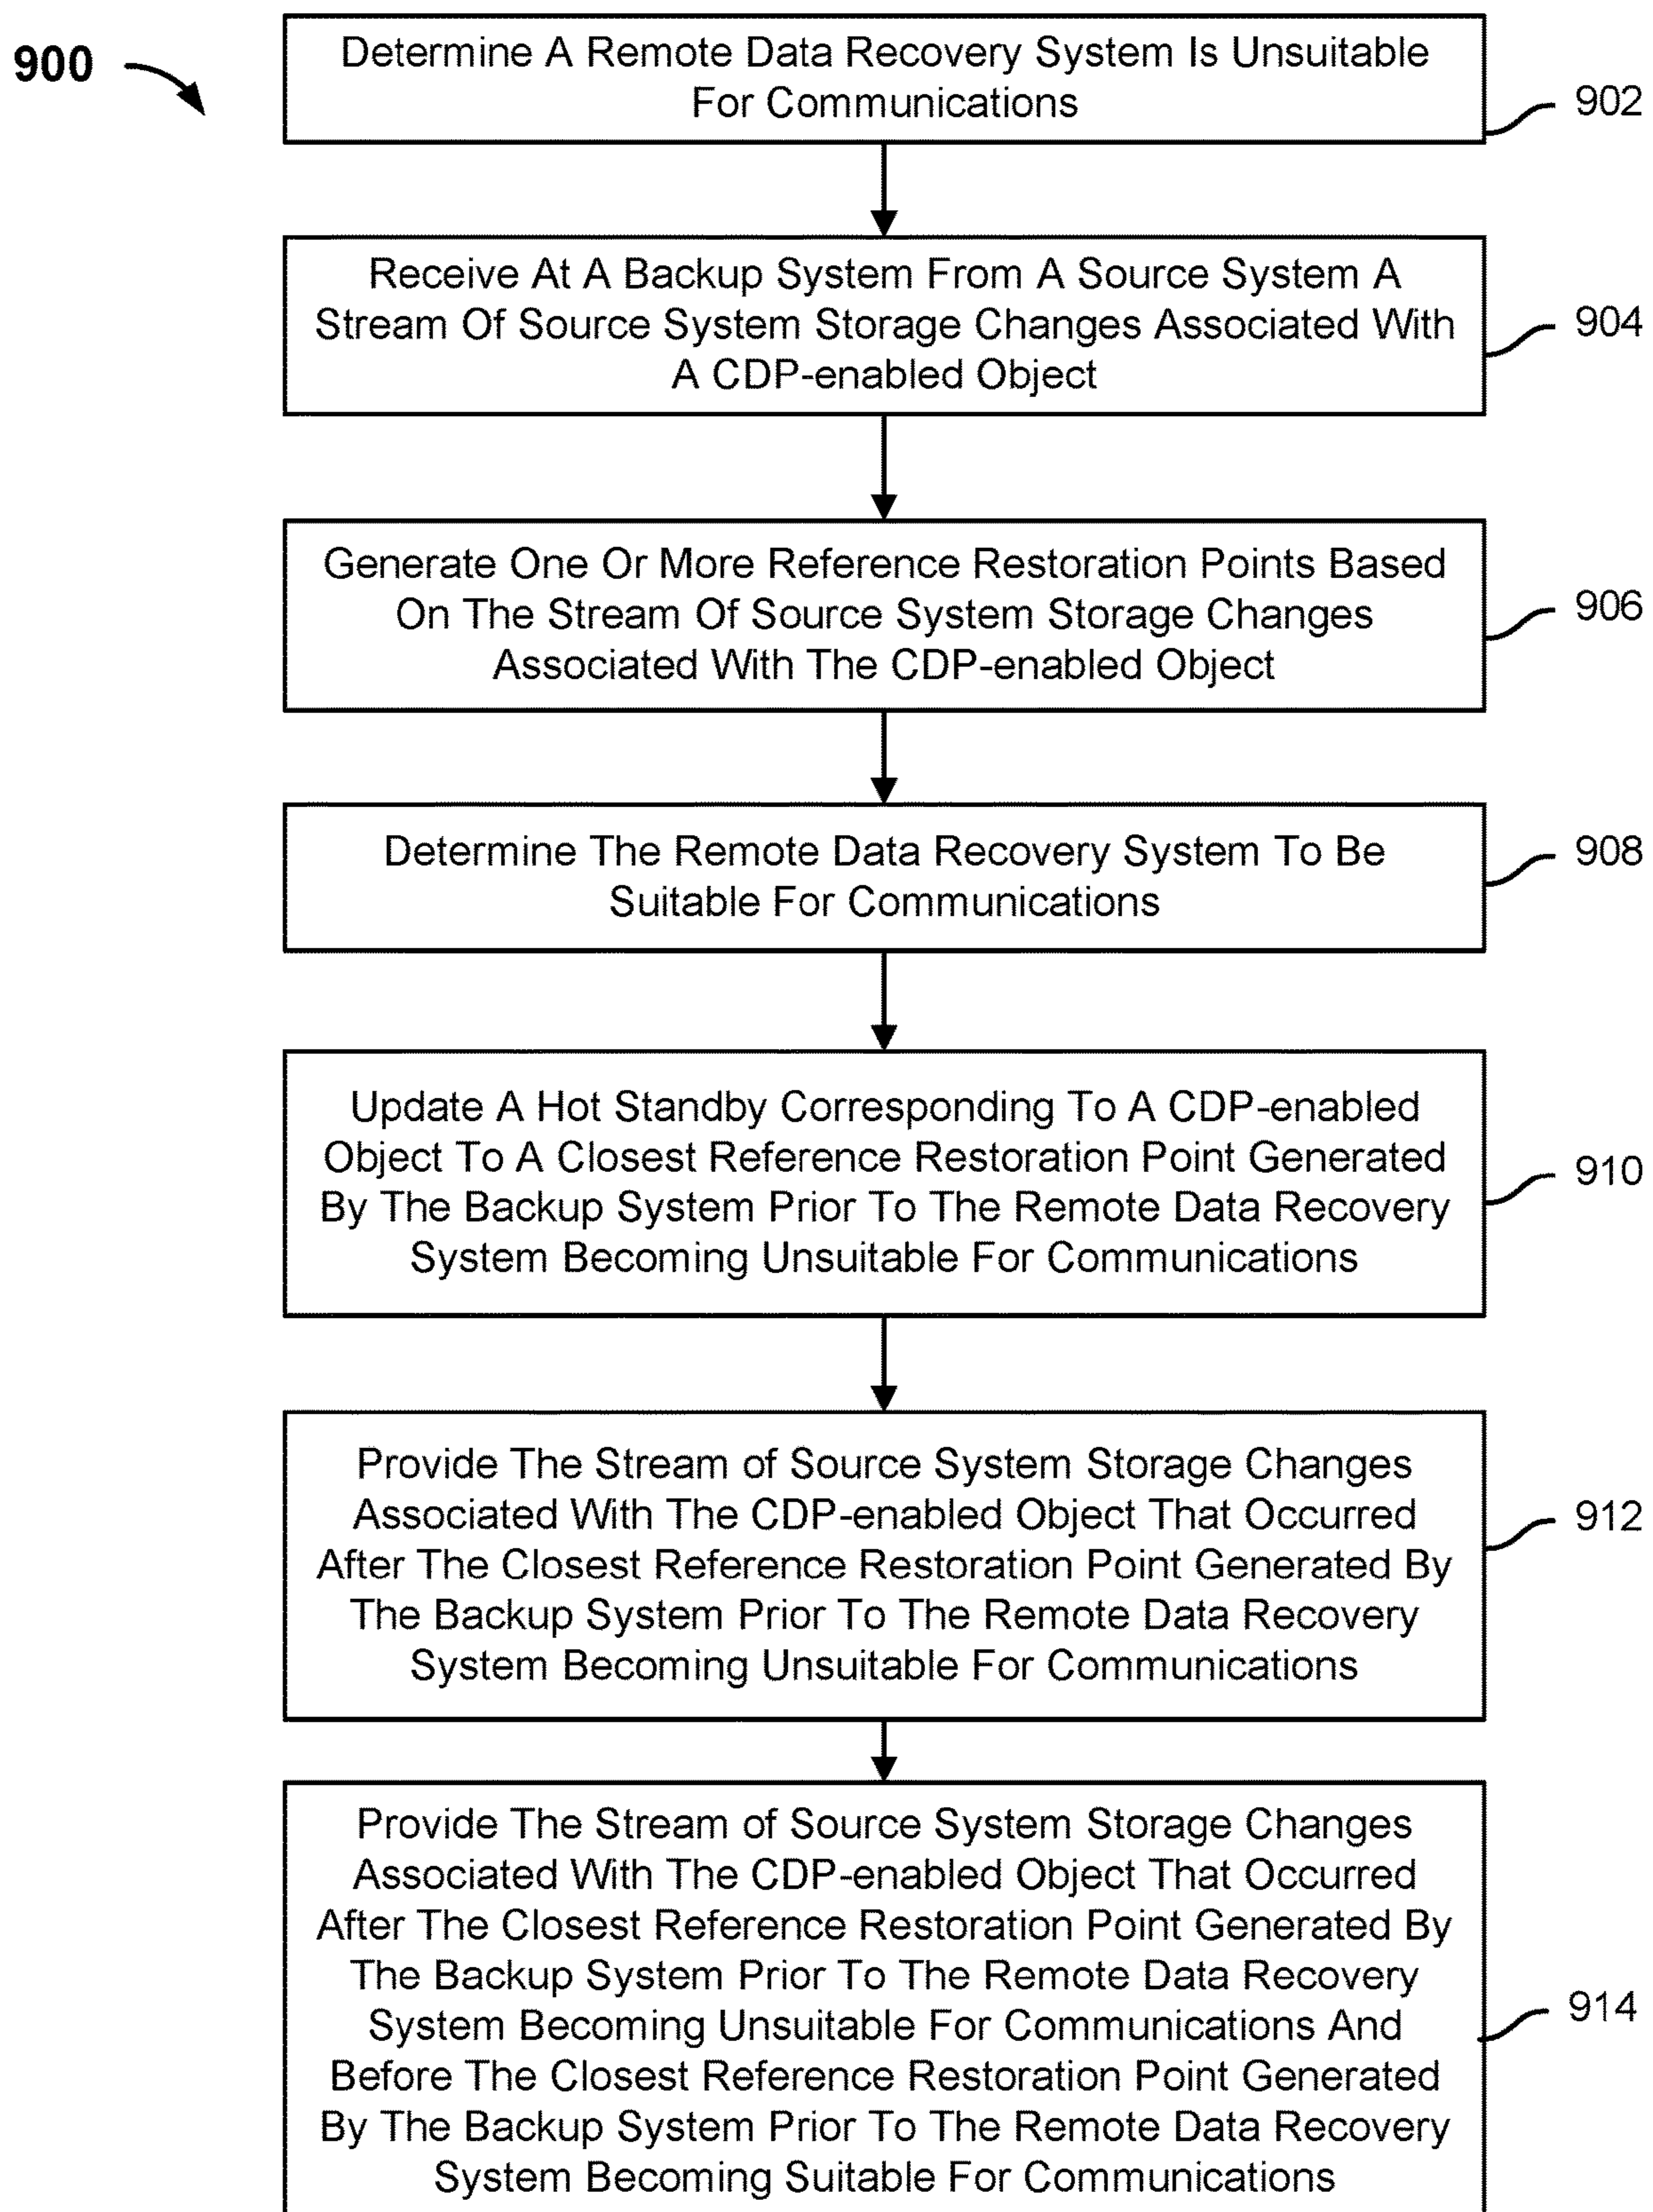 900
Determine A Remote Data Recovery System Is Unsuitable
For Communications
902
Receive At A Backup System From A Source System A
Stream Of Source System Storage Changes Associated With
A CDP-enabled Object
904
Generate One Or More Reference Restoration Points Based
On The Stream Of Source System Storage Changes
Associated With The CDP-enabled Object
906
Determine The Remote Data Recovery System To Be
Suitable For Communications
908
Update A Hot Standby Corresponding To A CDP-enabled
Object To A Closest Reference Restoration Point Generated
By The Backup System Prior To The Remote Data Recovery
System Becoming Unsuitable For Communications
910
Provide The Stream of Source System Storage Changes
Associated With The CDP-enabled Object That Occurred
After The Closest Reference Restoration Point Generated By
The Backup System Prior To The Remote Data Recovery
System Becoming Unsuitable For Communications
912
Provide The Stream of Source System Storage Changes
Associated With The CDP-enabled Object That Occurred
After The Closest Reference Restoration Point Generated By
The Backup System Prior To The Remote Data Recovery
System Becoming Unsuitable For Communications And
Before The Closest Reference Restoration Point Generated
By The Backup System Prior To The Remote Data Recovery
System Becoming Suitable For Communications
914